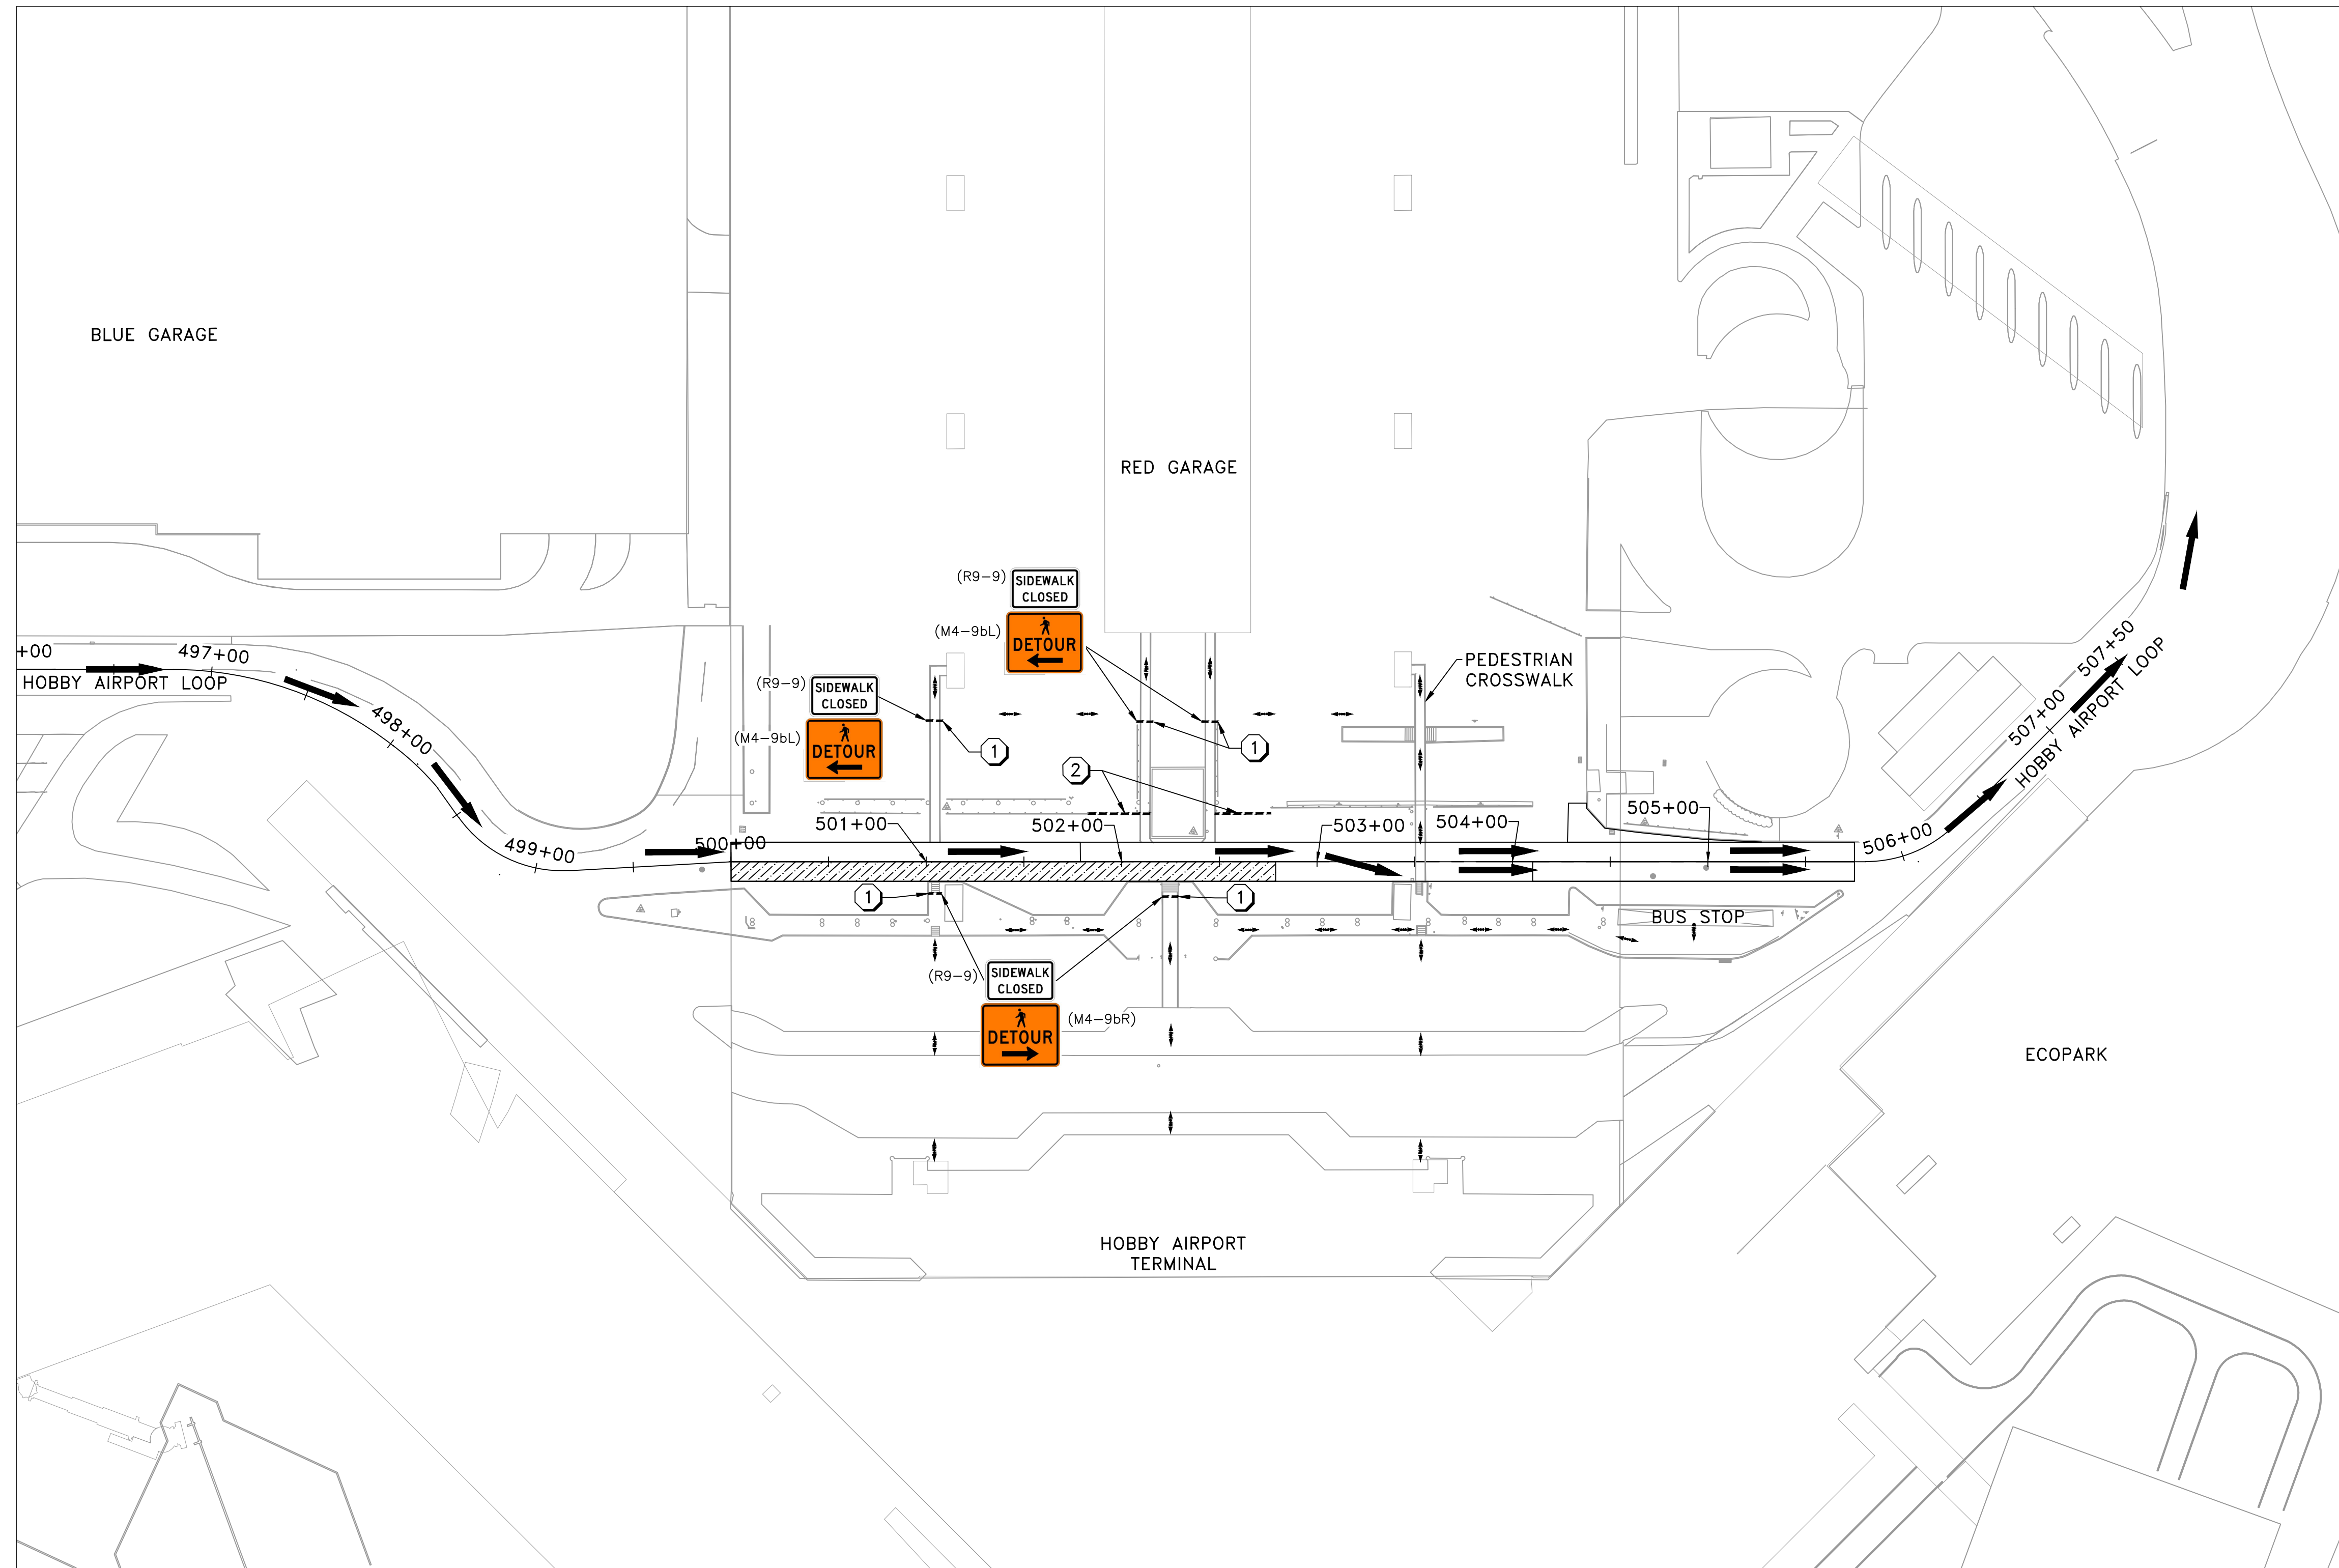 BLUE GARAGE
RED GARAGE
(R9-9)
SIDEWALK
CLOSED
(M4-9bL)
DETOUR
+00
497+00
HOBBY AIRPORT LOOP
498+00
499+00
500+00
(R9-9)
SIDEWALK
CLOSED
(M4-9bL)
DETOUR
1
1
2
PEDESTRIAN
CROSSWALK
501+00
502+00
503+00
504+00
505+00
506+00
507+00
507+50
HOBBY AIRPORT LOOP
1
1
BUS STOP
(R9-9)
SIDEWALK
CLOSED
(M4-9bR)
DETOUR
ECOPARK
HOBBY AIRPORT
TERMINAL